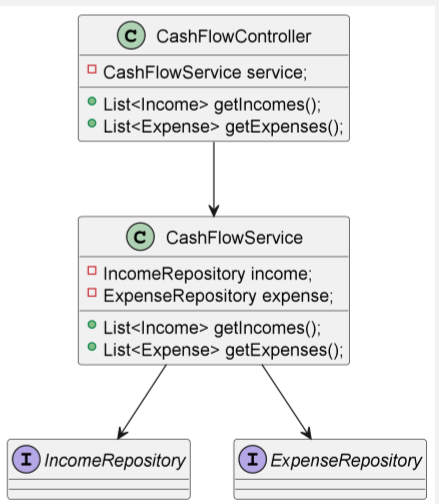 C CashFlowController
CashFlowService service;
List<Income> getIncomes();
List<Expense> getExpenses();
C CashFlowService
IncomeRepository income;
ExpenseRepository expense;
List<Income> getIncomes();
List<Expense> getExpenses();
I IncomeRepository
I ExpenseRepository